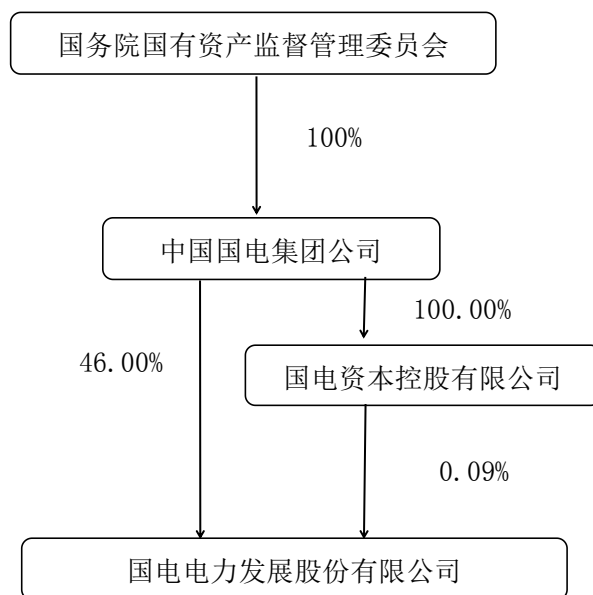 国务院国有资产监督管理委员会
100%
中国国电集团公司
100.00%
46.00%
国电资本控股有限公司
0.09%
国电电力发展股份有限公司